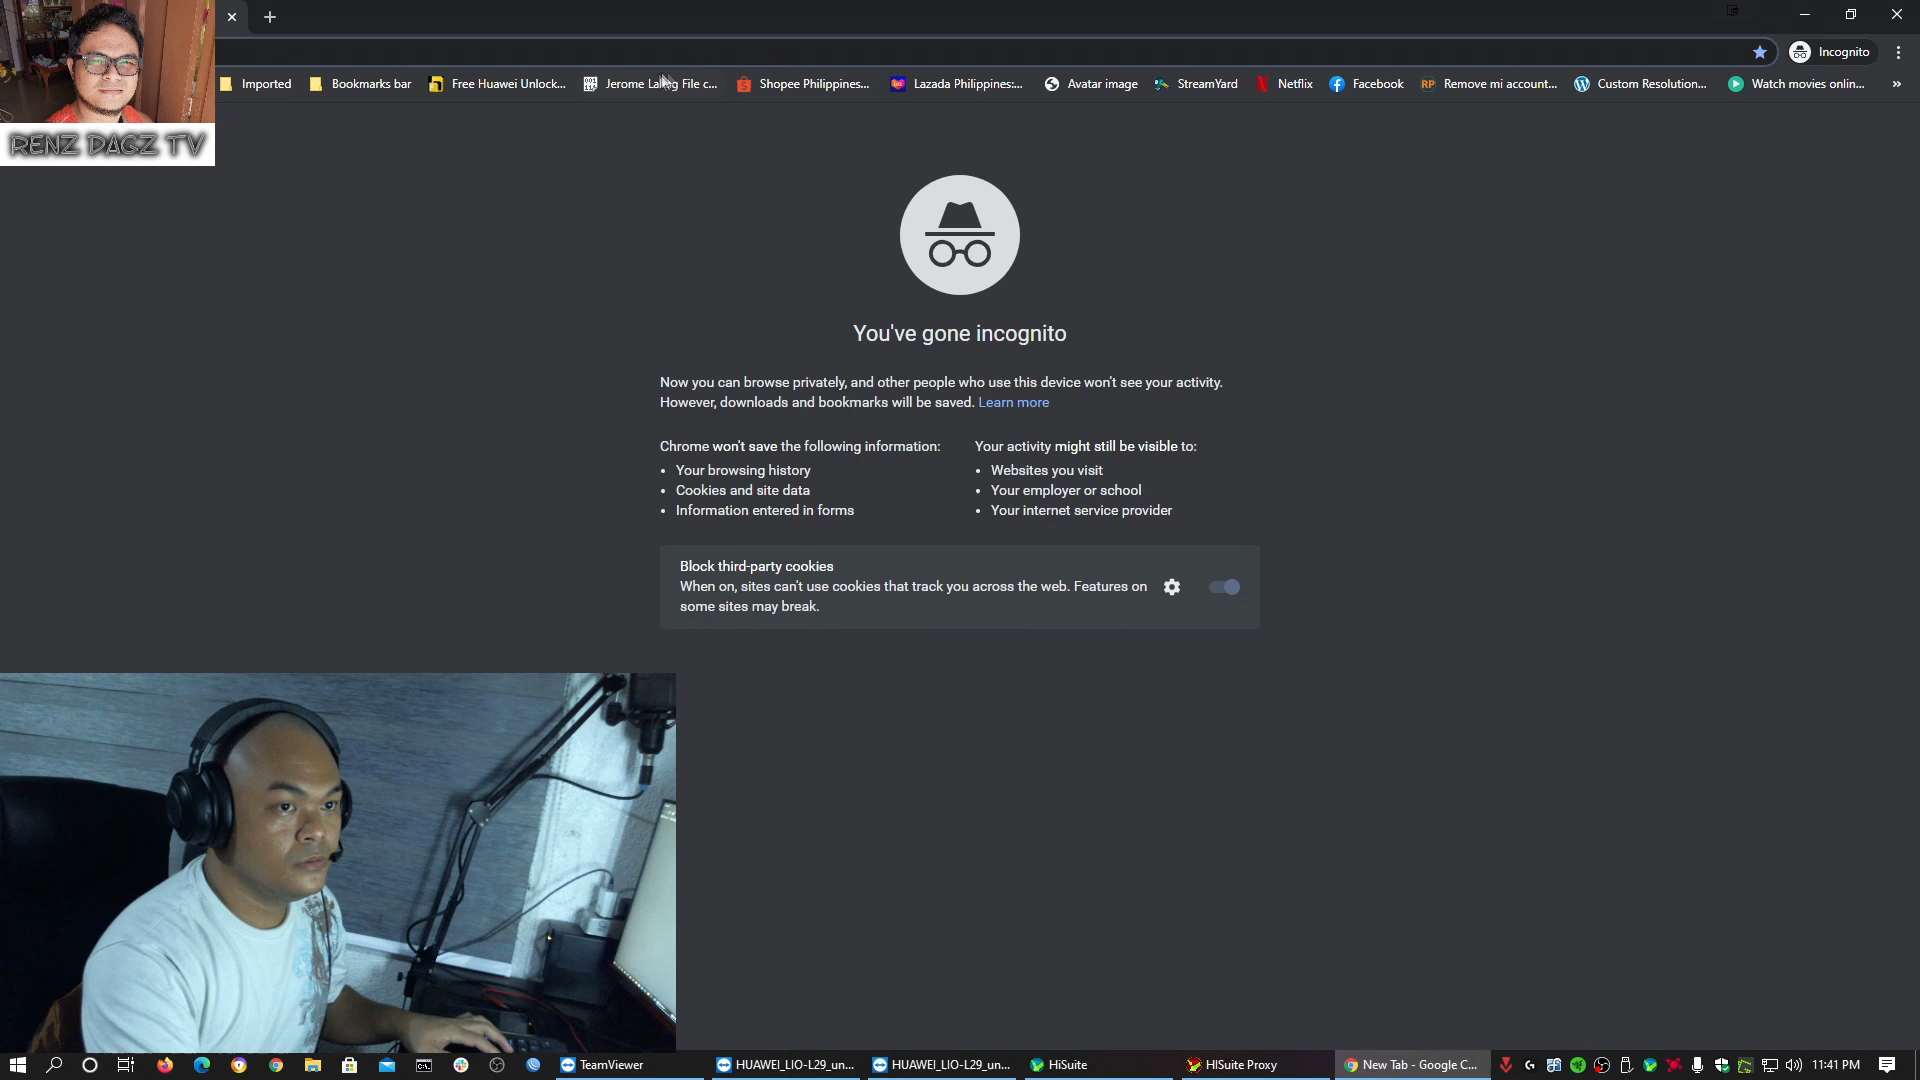 Incognito
Imported
Bookmarks bar
Free Huawei Unlock...
Shopee Philippines...
Lazada Philippines:...
Avatar image
StreamYard
Netflix
Facebook
Remove mi account...
Custom Resolution...
Watch movies onlin...
RENZ DAGZ TV
You've gone incognito
Now you can browse privately, and other people who use this device won't see your activity.
However, downloads and bookmarks will be saved. Learn more
Chrome won't save the following information:
Your browsing history
Cookies and site data
Information entered in forms
Your activity might still be visible to:
Websites you visit
Your employer or school
Your internet service provider
Block third-party cookies
When on, sites can't use cookies that track you across the web. Features on
some sites may break.
TeamViewer
HUAWEI_LIO-L29_un...
HUAWEI_LIO-L29_un...
HiSuite
HISuite Proxy
New Tab - Google C...
11:41 PM